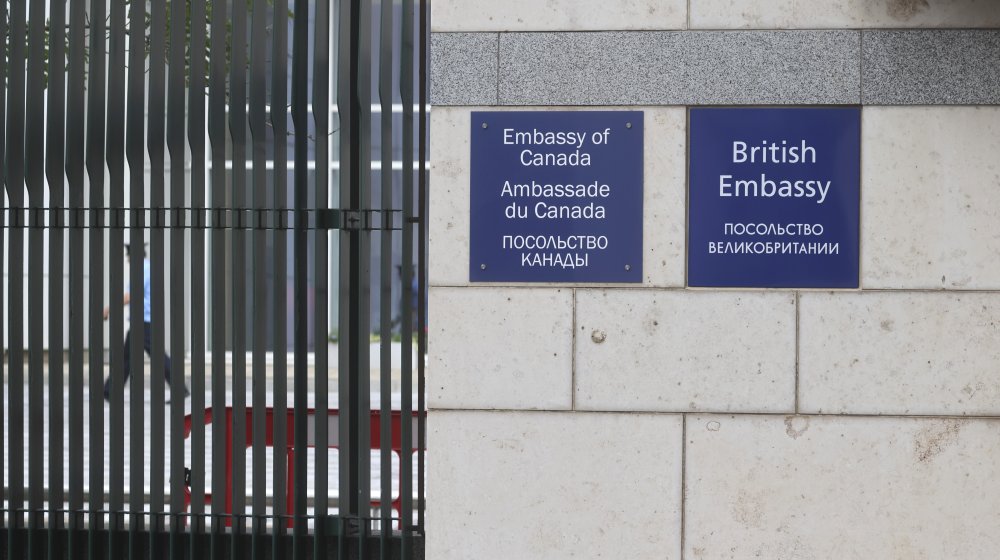 Embassy of
Canada
Ambassade
du Canada
ПОСОЛЬСТВО
КАНАДЫ
British
Embassy
ПОСОЛЬСТВО
ВЕЛИКОБРИТАНИИ